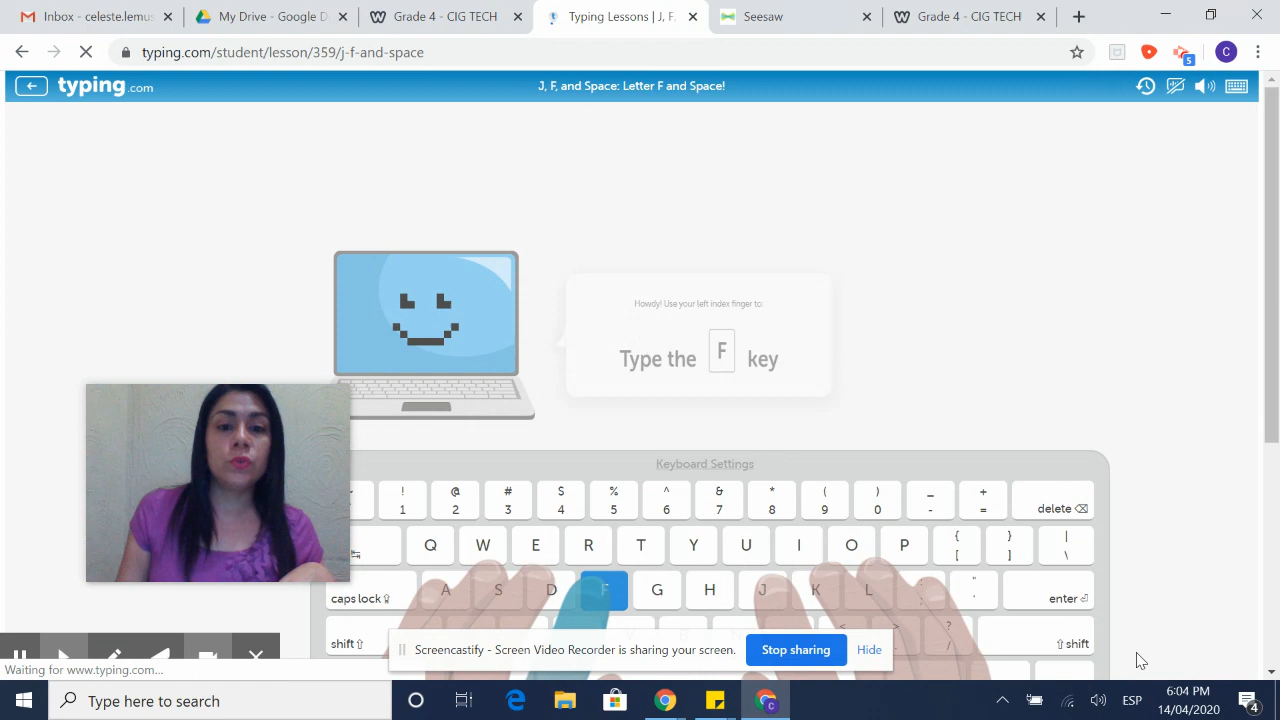 Inbox - celeste.lemus
My Drive - Google D
Grade 4 - CIG TECH
Typing Lessons | J, F,
Seesaw
Grade 4 - CIG TECH
typing.com/student/lesson/359/j-f-and-space
5
C
typing.com
J, F, and Space: Letter F and Space!
Howdy! Use your left index finger to:
Type the F key
Keyboard Settings
! @ # $ % ^ & * ( ) _ +
1 2 3 4 5 6 7 8 9 0 - = delete
Q W E R T Y U I O P { [ } ] | \
caps lock A S D F G H J K L : ; " ' enter
shift < > ? / shift
Screencastify - Screen Video Recorder is sharing your screen.
Stop sharing
Hide
Waiting for www.typing.com...
Type here to search
ESP
6:04 PM
14/04/2020
4